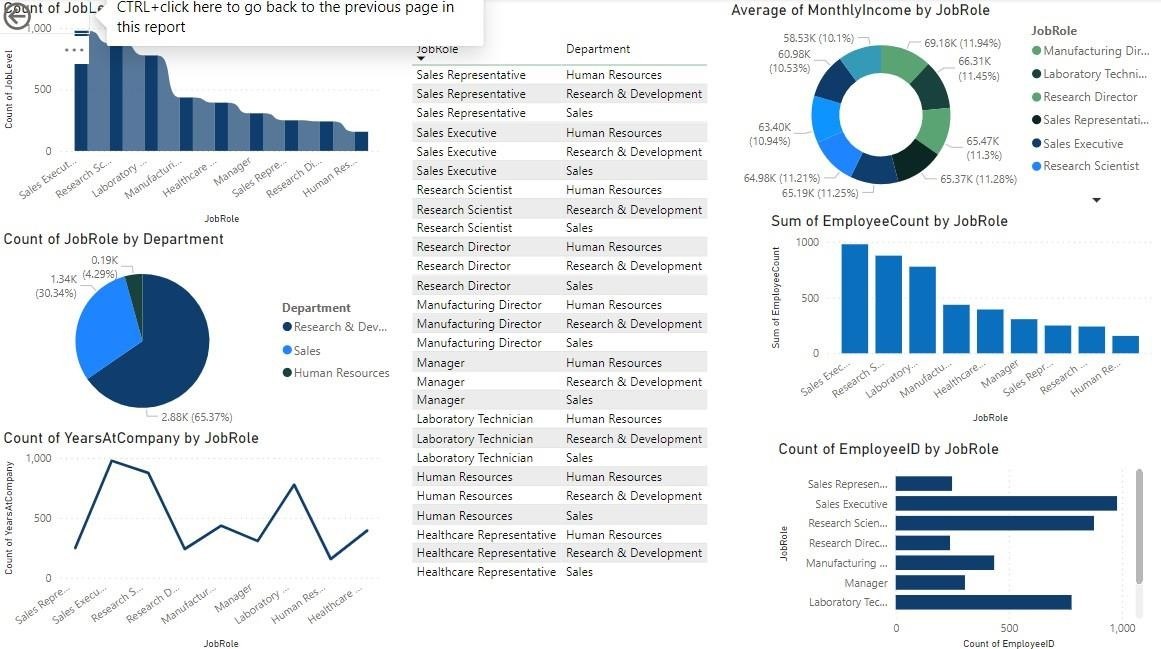 Count of JobLe
CTRL+click here to go back to the previous page in
this report
Count of JobLevel
1,000
500
0
Sales Execut...
Research Sc...
Laboratory ...
Manufacturi...
Healthcare ...
Manager
Sales Repre...
Research Di...
Human Res...
JobRole
Count of JobRole by Department
0.19K
(4.29%)
1.34K
(30.34%)
2.88K (65.37%)
Department
Research & Dev...
Sales
Human Resources
Count of YearsAtCompany by JobRole
Count of YearsAtCompany
1,000
500
0
Sales Repre...
Sales Execu...
Research S...
Research D...
Manufactur...
Manager
Laboratory ...
Human Res...
Healthcare ...
JobRole
JobRole Department
Sales Representative Human Resources
Sales Representative Research & Development
Sales Representative Sales
Sales Executive Human Resources
Sales Executive Research & Development
Sales Executive Sales
Research Scientist Human Resources
Research Scientist Research & Development
Research Scientist Sales
Research Director Human Resources
Research Director Research & Development
Research Director Sales
Manufacturing Director Human Resources
Manufacturing Director Research & Development
Manufacturing Director Sales
Manager Human Resources
Manager Research & Development
Manager Sales
Laboratory Technician Human Resources
Laboratory Technician Research & Development
Laboratory Technician Sales
Human Resources Human Resources
Human Resources Research & Development
Human Resources Sales
Healthcare Representative Human Resources
Healthcare Representative Research & Development
Healthcare Representative Sales
Average of MonthlyIncome by JobRole
58.53K (10.1%)
60.98K
(10.53%)
63.40K
(10.94%)
64.98K (11.21%)
65.19K (11.25%)
69.18K (11.94%)
66.31K
(11.45%)
65.47K
(11.3%)
65.37K (11.28%)
JobRole
Manufacturing Dir...
Laboratory Techni...
Research Director
Sales Representati...
Sales Executive
Research Scientist
Sum of EmployeeCount by JobRole
Sum of EmployeeCount
1000
500
0
Sales Exec...
Research S...
Laboratory...
Manufactu...
Healthcare...
Manager
Sales Repr...
Research ...
Human Re...
JobRole
Count of EmployeeID by JobRole
JobRole
Sales Represen...
Sales Executive
Research Scien...
Research Direc...
Manufacturing ...
Manager
Laboratory Tec...
0
500
1,000
Count of EmployeeID